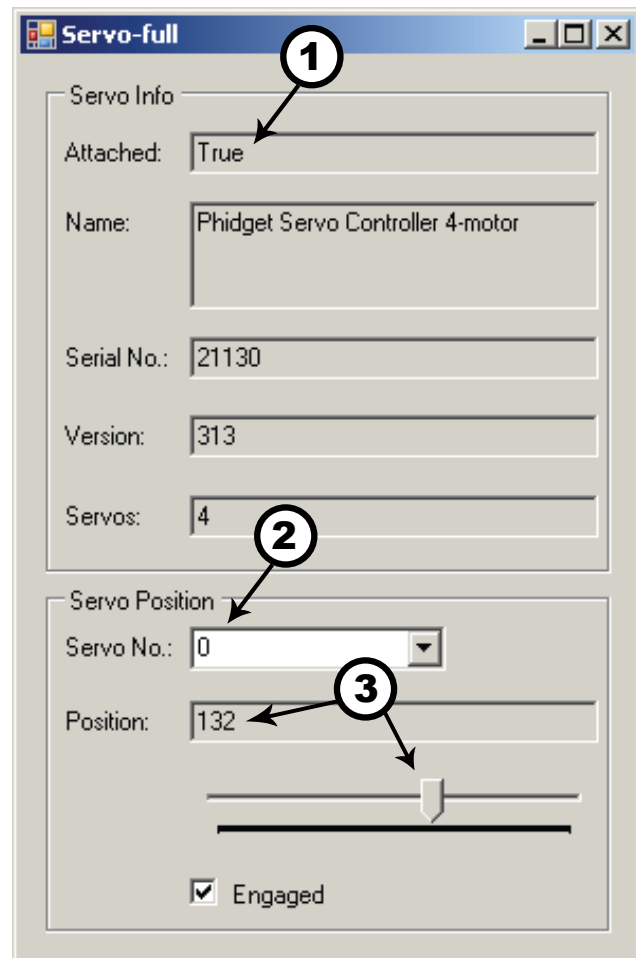 Servo-full
1
Servo Info
Attached: True
Name: Phidget Servo Controller 4-motor
Serial No.: 21130
Version: 313
Servos: 4
2
Servo Position
Servo No.: 0
3
Position: 132
Engaged